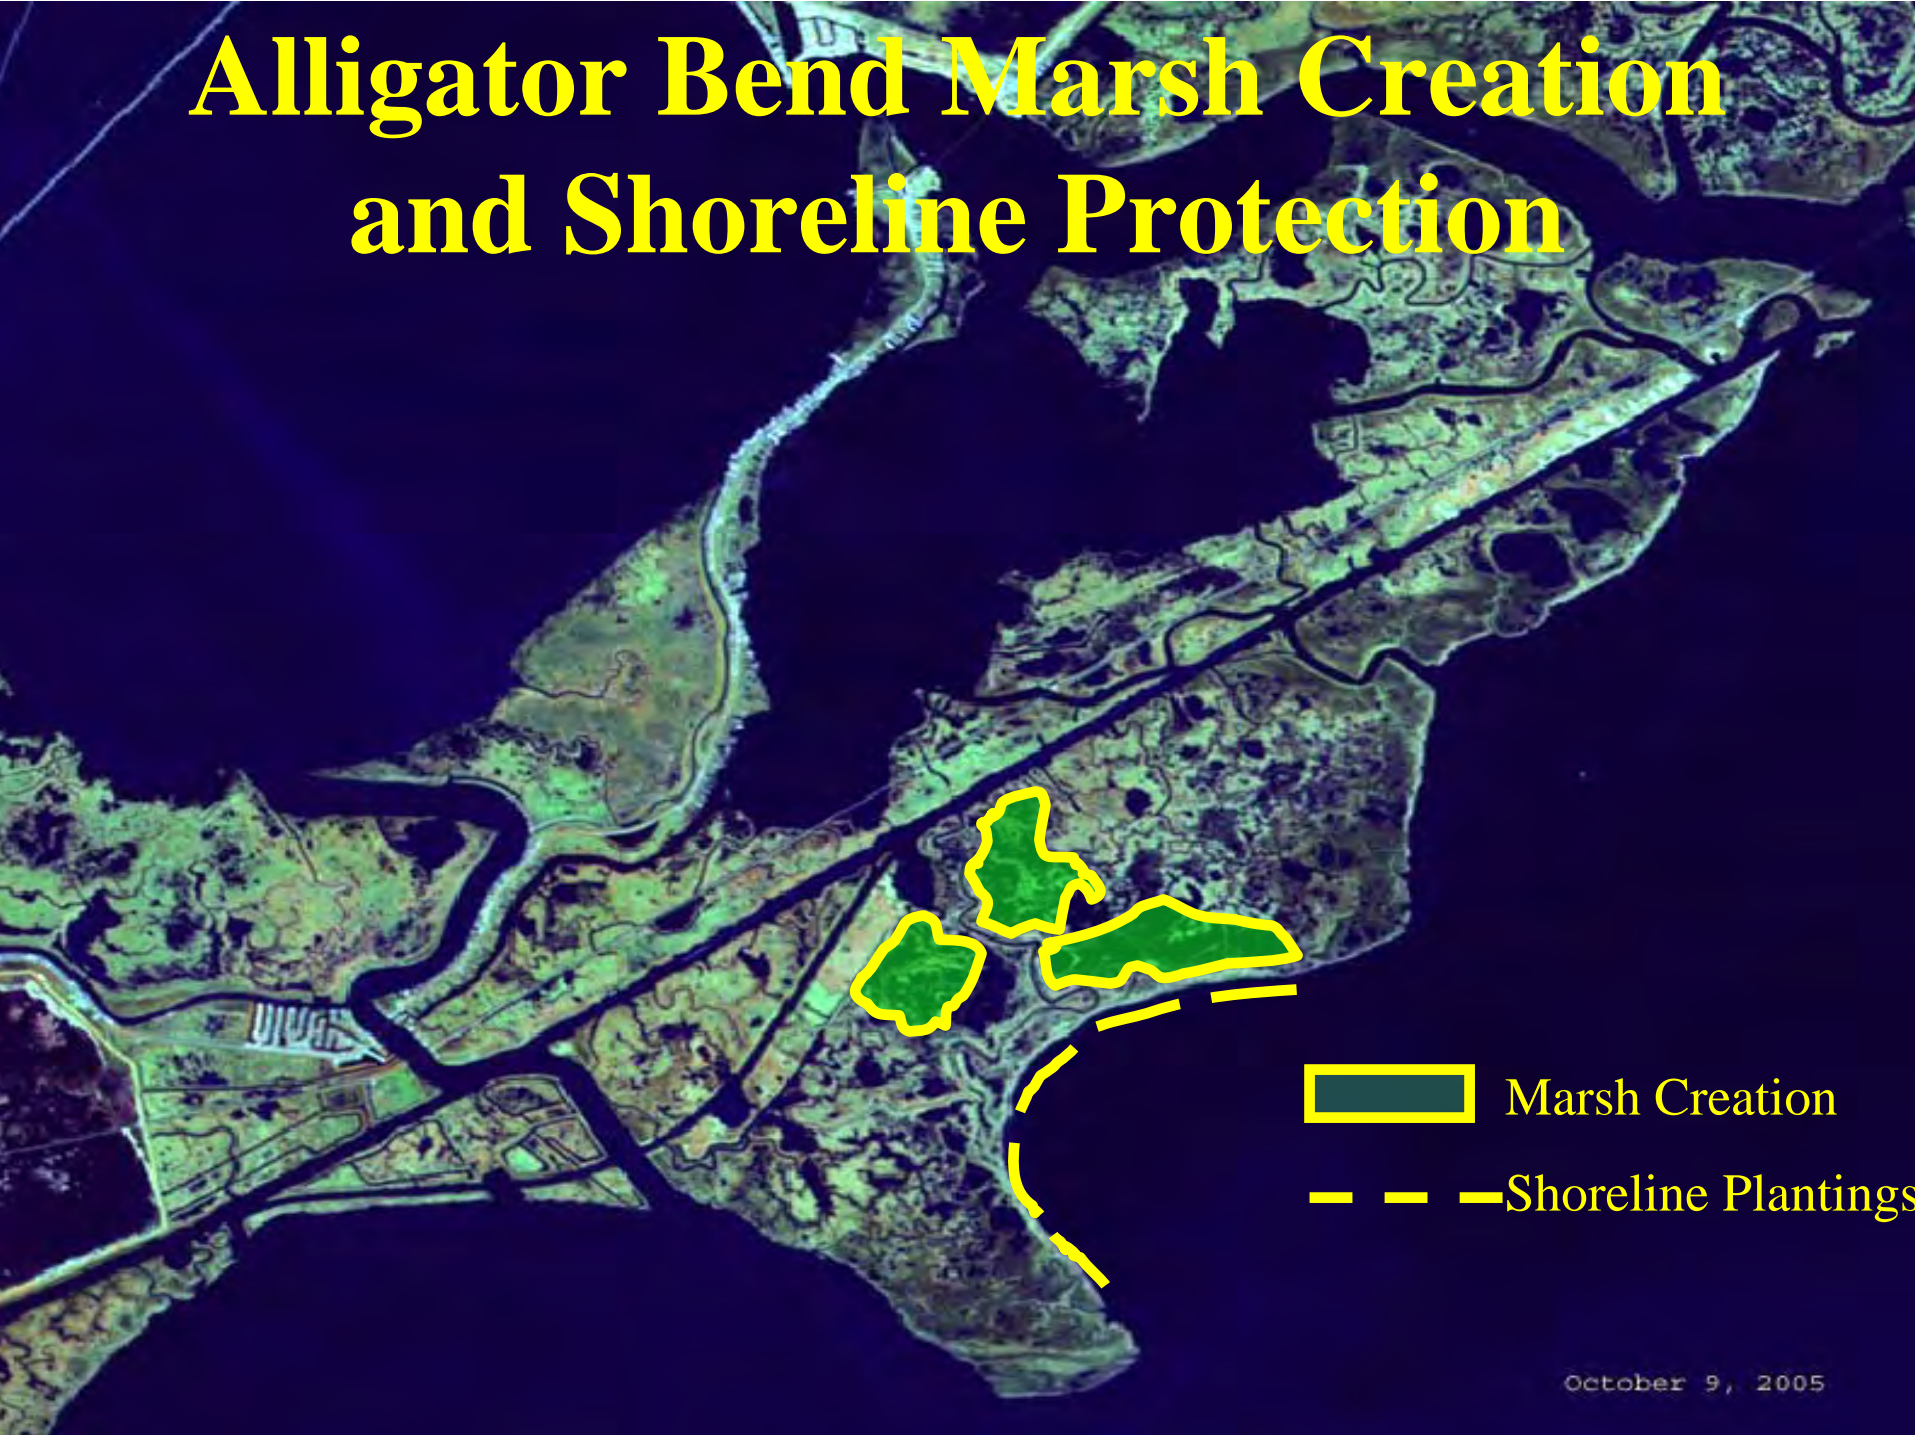 Alligator Bend Marsh Creation
and Shoreline Protection
Marsh Creation
Shoreline Plantings
October 9, 2005